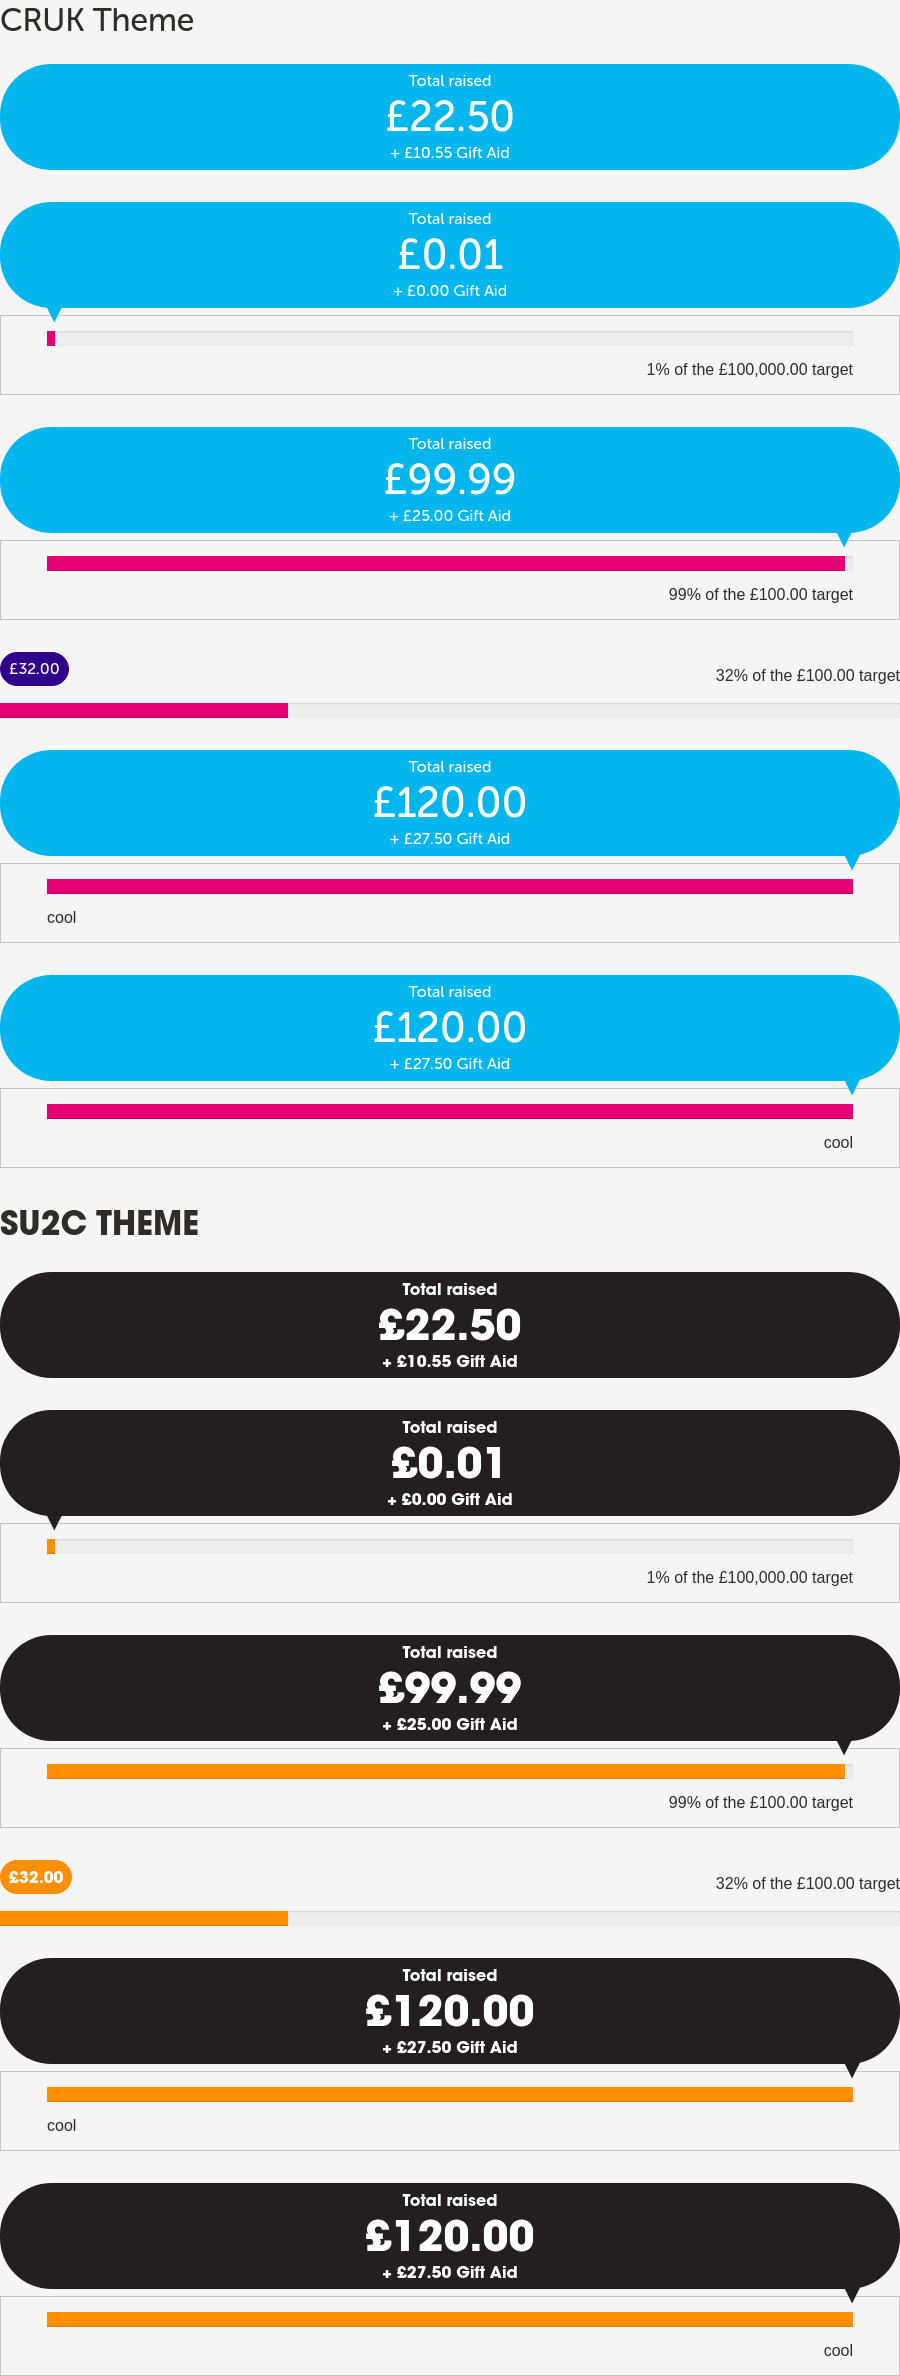 CRUK Theme
Total raised
£22.50
+ £10.55 Gift Aid
Total raised
£0.01
+ £0.00 Gift Aid
1% of the £100,000.00 target
Total raised
£99.99
+ £25.00 Gift Aid
99% of the £100.00 target
£32.00
32% of the £100.00 target
Total raised
£120.00
+ £27.50 Gift Aid
cool
Total raised
£120.00
+ £27.50 Gift Aid
cool
SU2C THEME
Total raised
£22.50
+ £10.55 Gift Aid
Total raised
£0.01
+ £0.00 Gift Aid
1% of the £100,000.00 target
Total raised
£99.99
+ £25.00 Gift Aid
99% of the £100.00 target
£32.00
32% of the £100.00 target
Total raised
£120.00
+ £27.50 Gift Aid
cool
Total raised
£120.00
+ £27.50 Gift Aid
cool